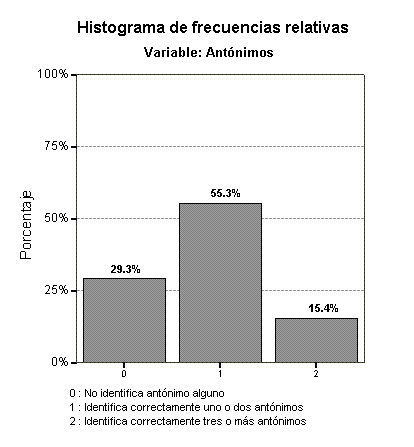 Histograma de frecuencias relativas
Variable: Antónimos
Porcentaje
100%
75%
50%
25%
0%
29.3%
55.3%
15.4%
0
1
2
0 : No identifica antónimo alguno
1 : Identifica correctamente uno o dos antónimos
2 : Identifica correctamente tres o más antónimos